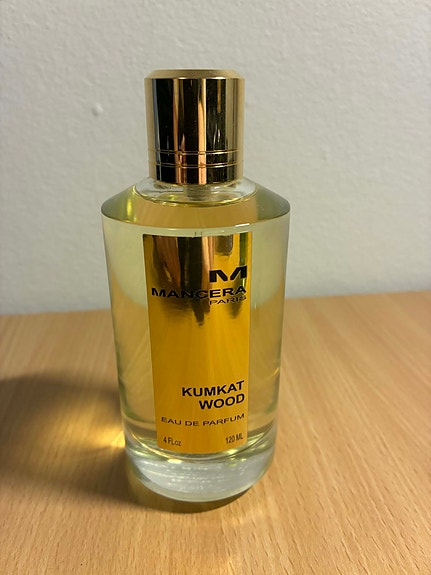 M
MANCERA
PARIS
KUMKAT
WOOD
EAU DE PARFUM
4 FL.oz 120 ML